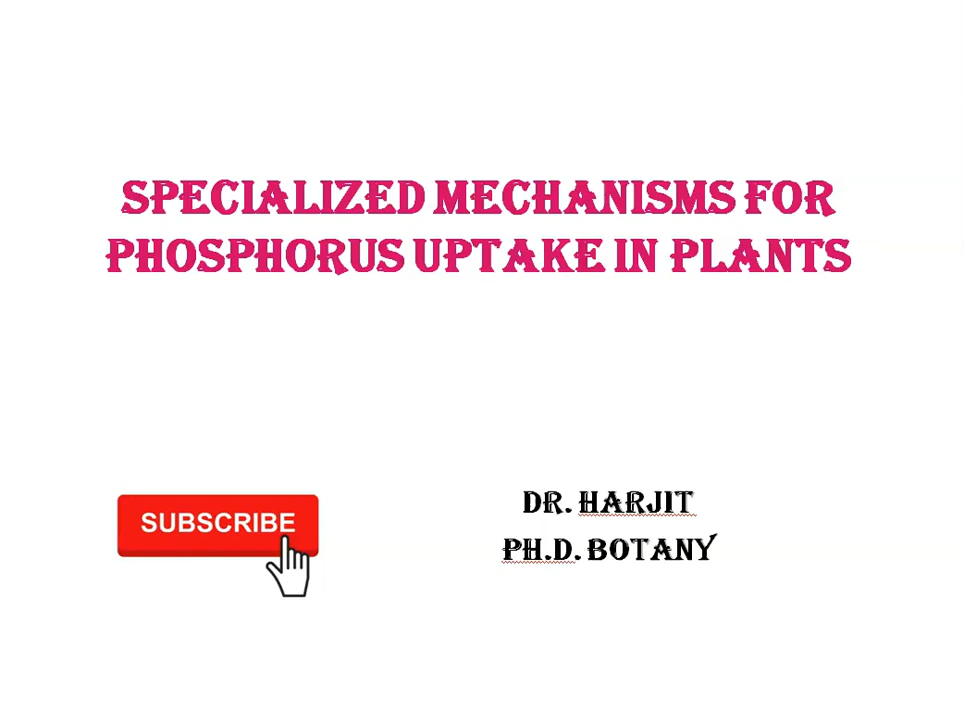 SPECIALIZED MECHANISMS FOR
PHOSPHORUS UPTAKE IN PLANTS
DR. HARJIT
SUBSCRIBE
PH.D. BOTANY